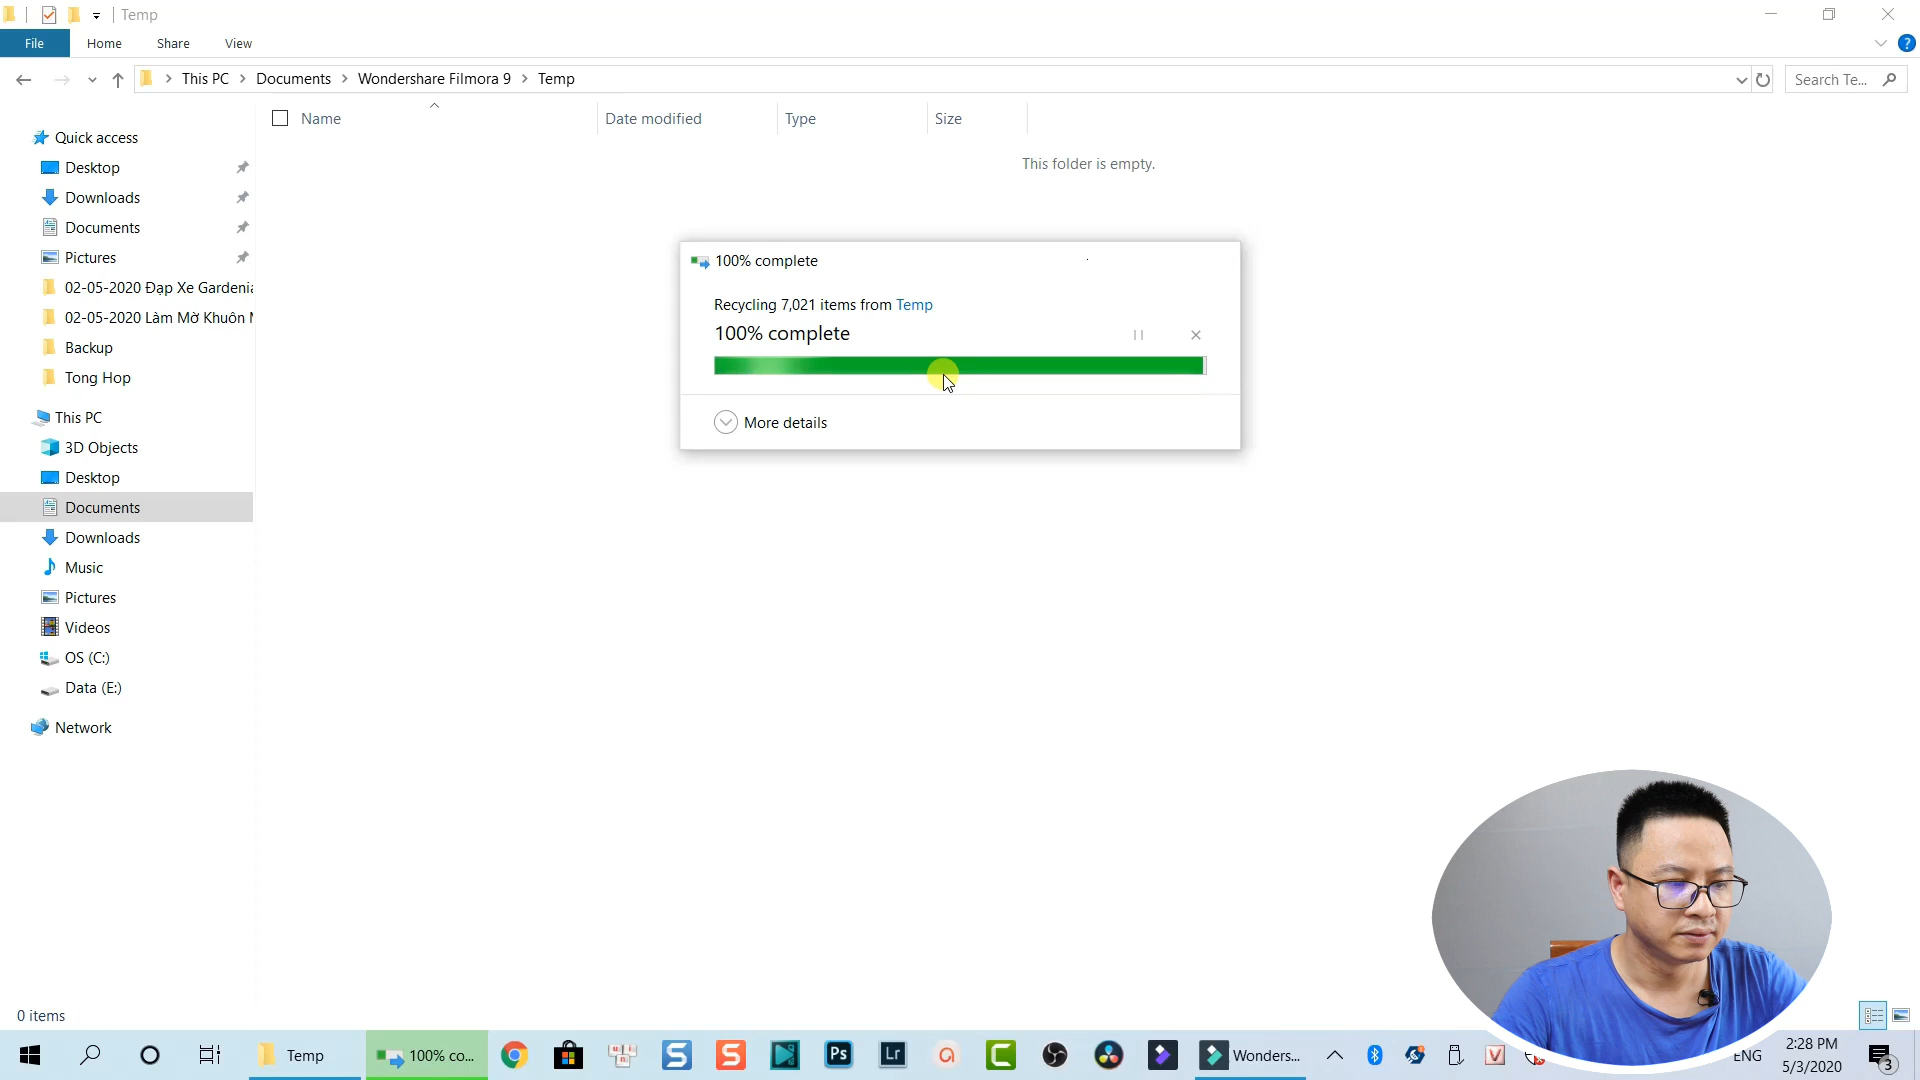 Temp
File
Home
Share
View
This PC
Documents
Wondershare Filmora 9
Temp
Search Te...
Name
Date modified
Type
Size
This folder is empty.
Quick access
Desktop
Downloads
Documents
Pictures
02-05-2020 Đạp Xe Gardenia
02-05-2020 Làm Mờ Khuôn
Backup
Tong Hop
This PC
3D Objects
Desktop
Documents
Downloads
Music
Pictures
Videos
OS (C:)
Data (E:)
Network
100% complete
Recycling 7,021 items from Temp
100% complete
More details
0 items
Temp
100% co...
Ps
Lr
Wonders...
ENG
2:28 PM
5/3/2020
3